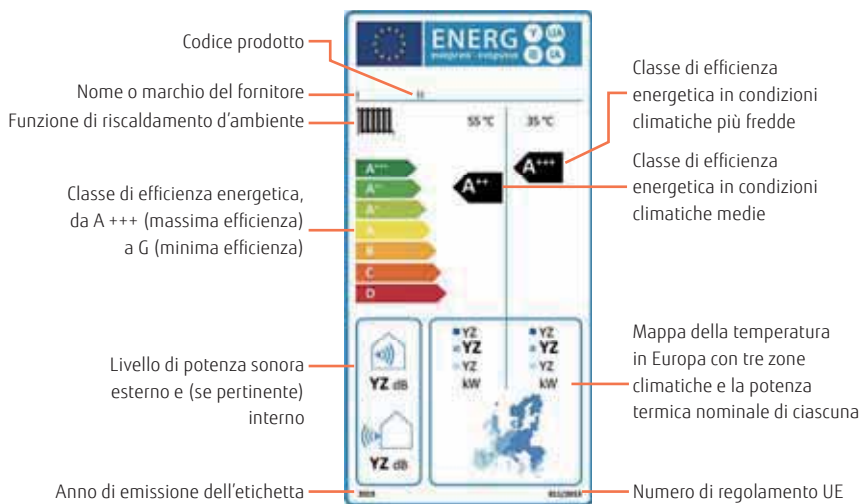 Codice prodotto
Nome o marchio del fornitore
Funzione di riscaldamento d'ambiente
Classe di efficienza energetica,
da A +++ (massima efficienza)
a G (minima efficienza)
Livello di potenza sonora
esterno e (se pertinente)
interno
Anno di emissione dell'etichetta
ENERG
Y IJA
IE IA
I II
55 °C 35 °C
A+++
A++
A+
A
B
C
D
A++
A+++
YZ dB
YZ dB
YZ YZ
YZ YZ
YZ YZ
kW kW
Classe di efficienza
energetica in condizioni
climatiche più fredde
Classe di efficienza
energetica in condizioni
climatiche medie
Mappa della temperatura
in Europa con tre zone
climatiche e la potenza
termica nominale di ciascuna
Numero di regolamento UE